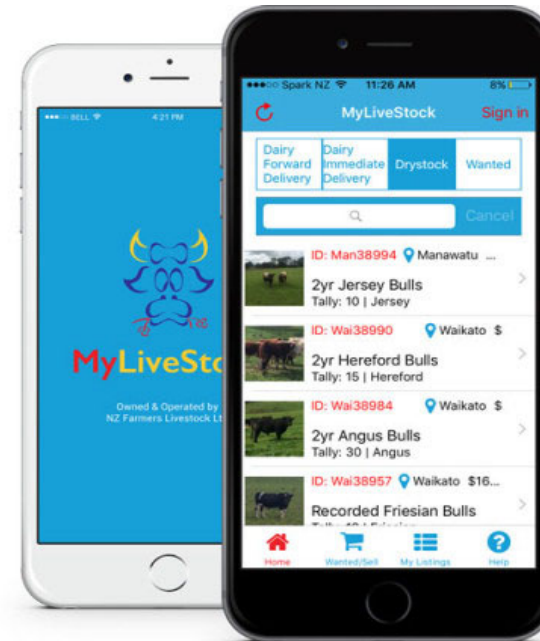 BELL
4:21 PM
MyLiveSto
Owned & Operated by
NZ Farmers Livestock Lt
Spark NZ 11:26 AM 8%
MyLiveStock Sign in
Dairy Forward Delivery
Dairy Immediate Delivery
Drystock
Wanted
Cancel
ID: Man38994 Manawatu ...
2yr Jersey Bulls
Tally: 10 | Jersey
ID: Wai38990 Waikato $
2yr Hereford Bulls
Tally: 15 | Hereford
ID: Wai38984 Waikato $
2yr Angus Bulls
Tally: 30 | Angus
ID: Wai38957 Waikato $16...
Recorded Friesian Bulls
Home Wanted/Sell My Listings Help